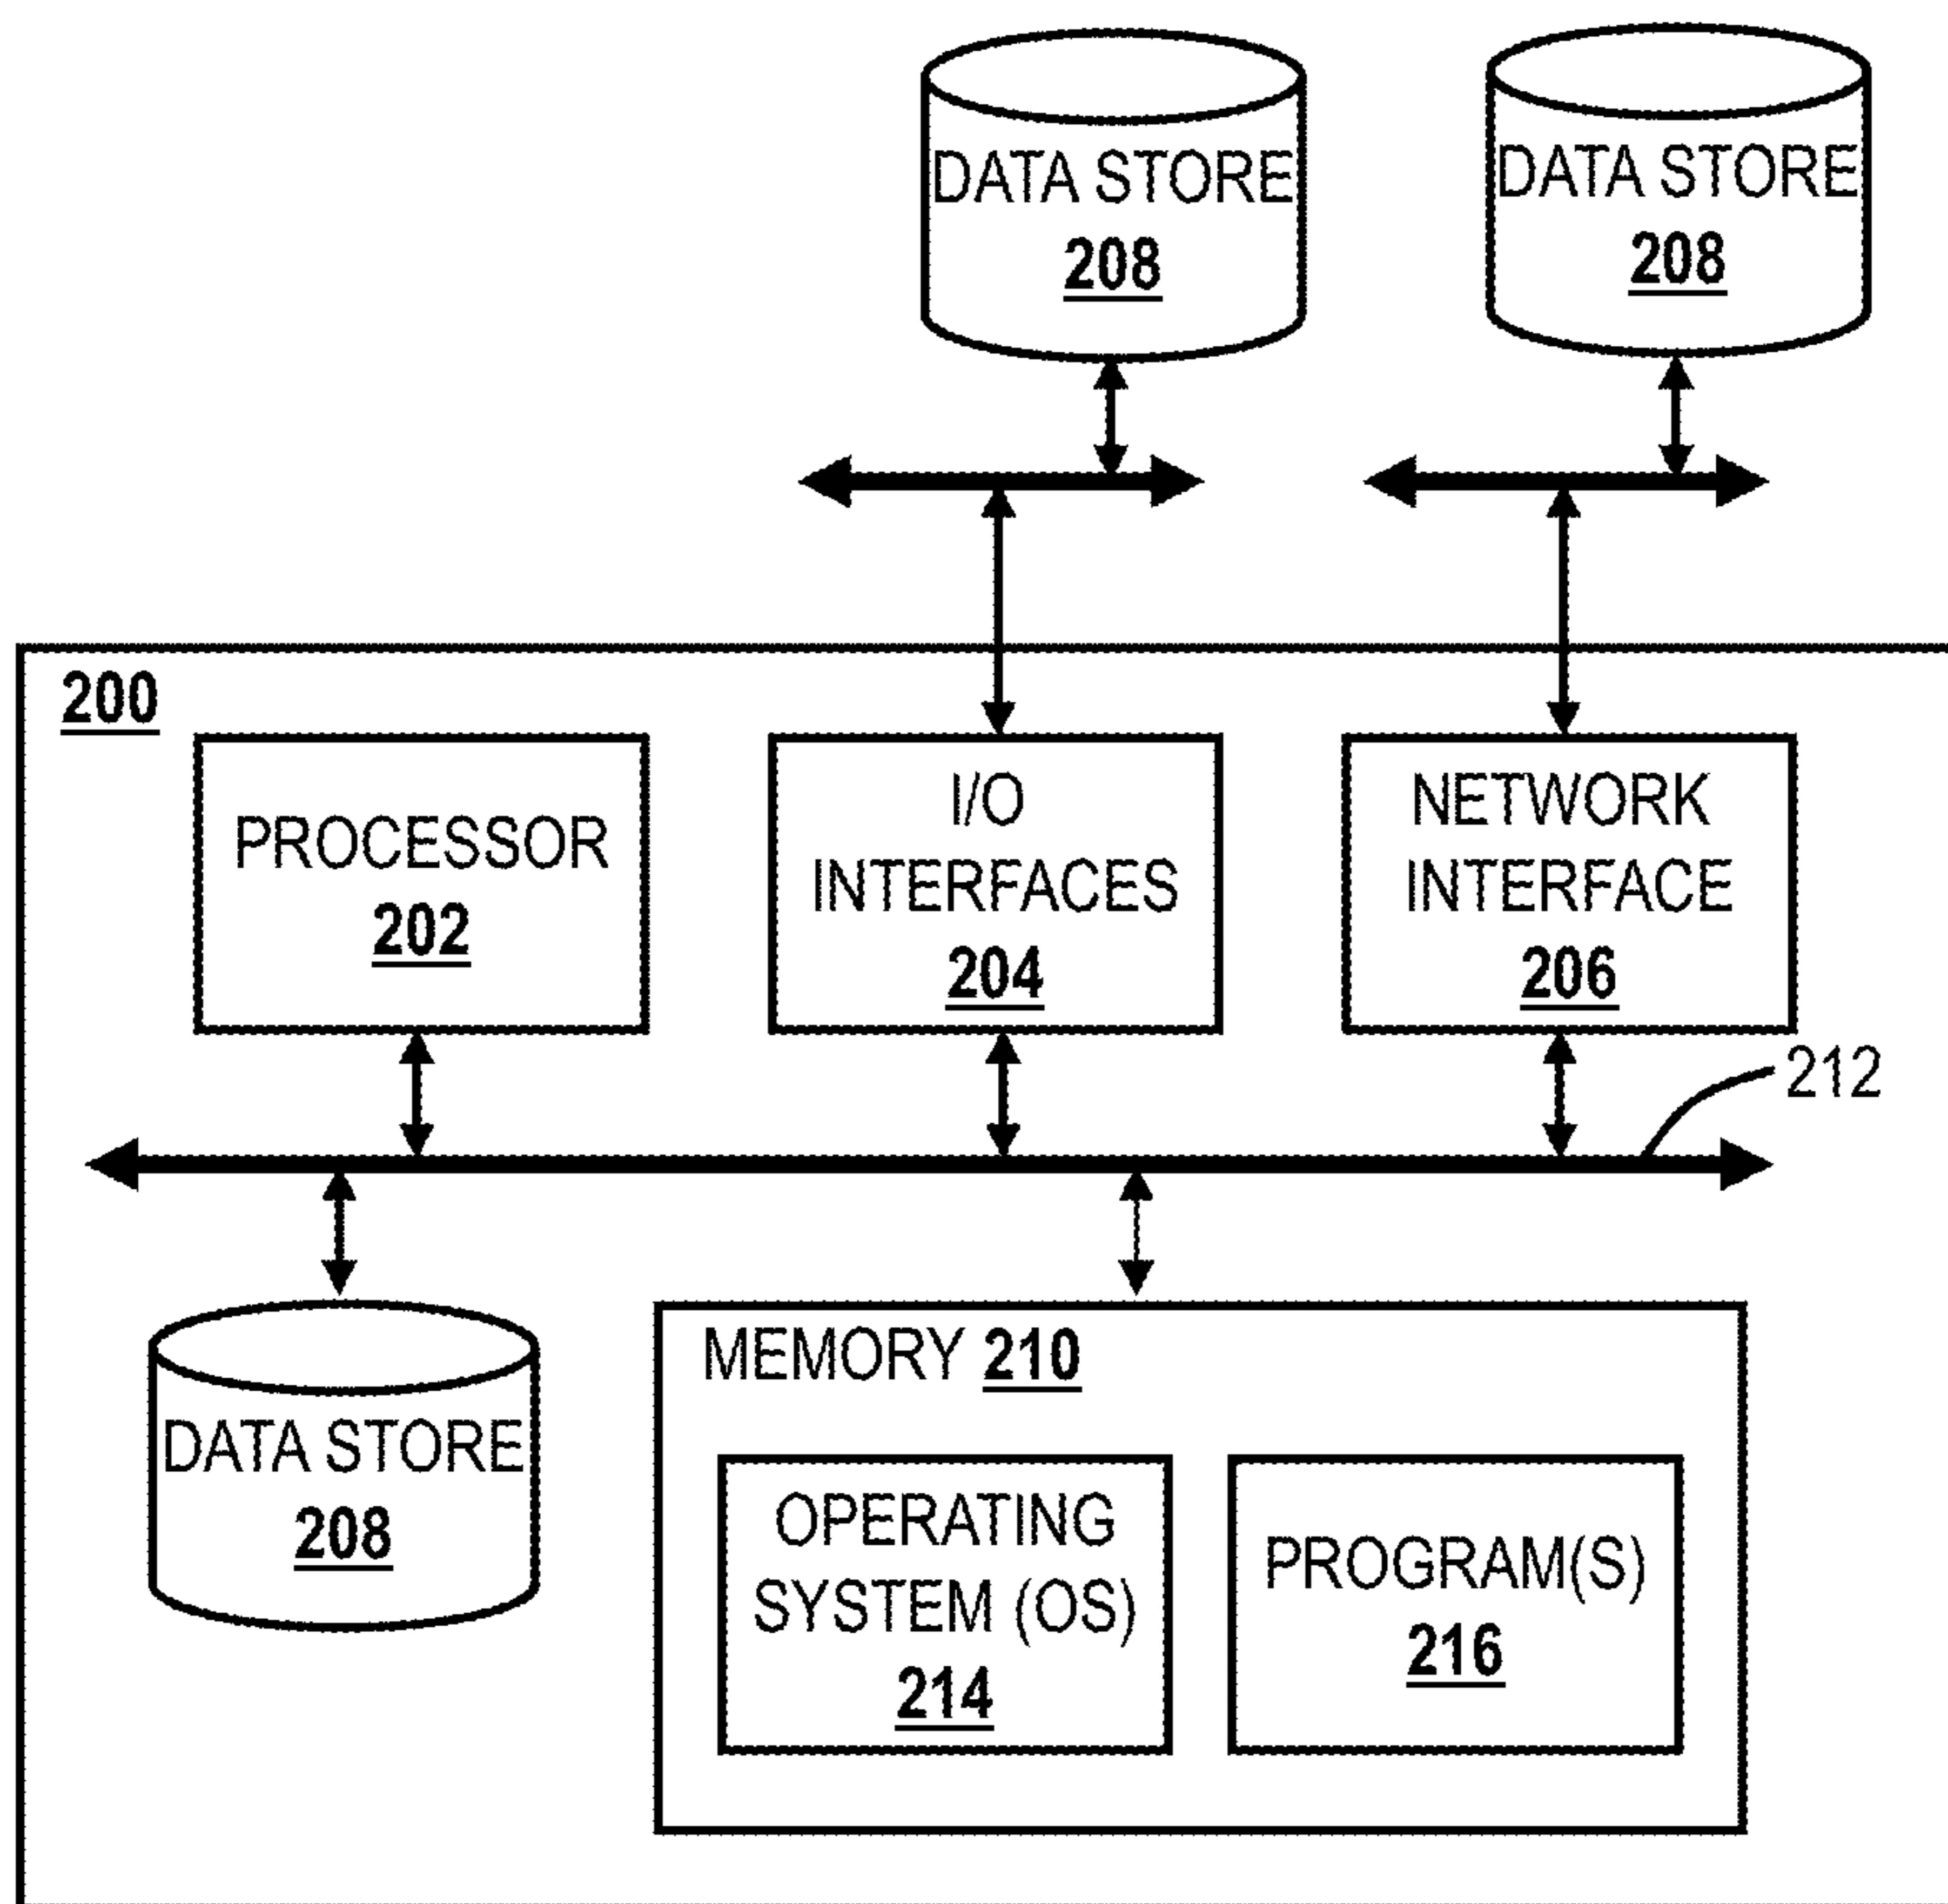 DATA STORE
208
DATA STORE
208
200
PROCESSOR
202
I/O
INTERFACES
204
NETWORK
INTERFACE
206
212
DATA STORE
208
MEMORY 210
OPERATING
SYSTEM (OS)
214
PROGRAM(S)
216